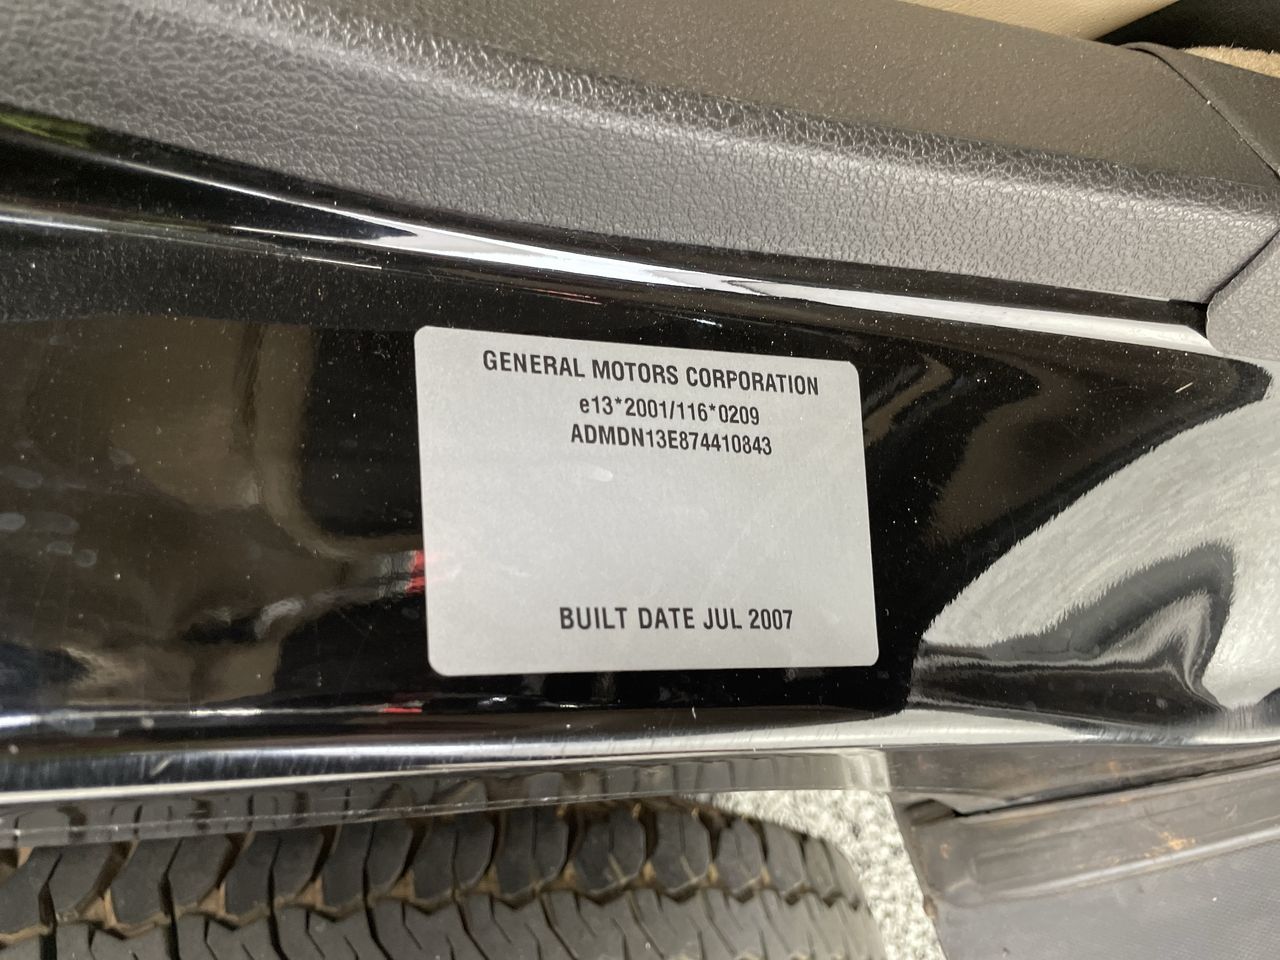 GENERAL MOTORS CORPORATION
e13*2001/116*0209
ADMDN13E874410843
BUILT DATE JUL 2007